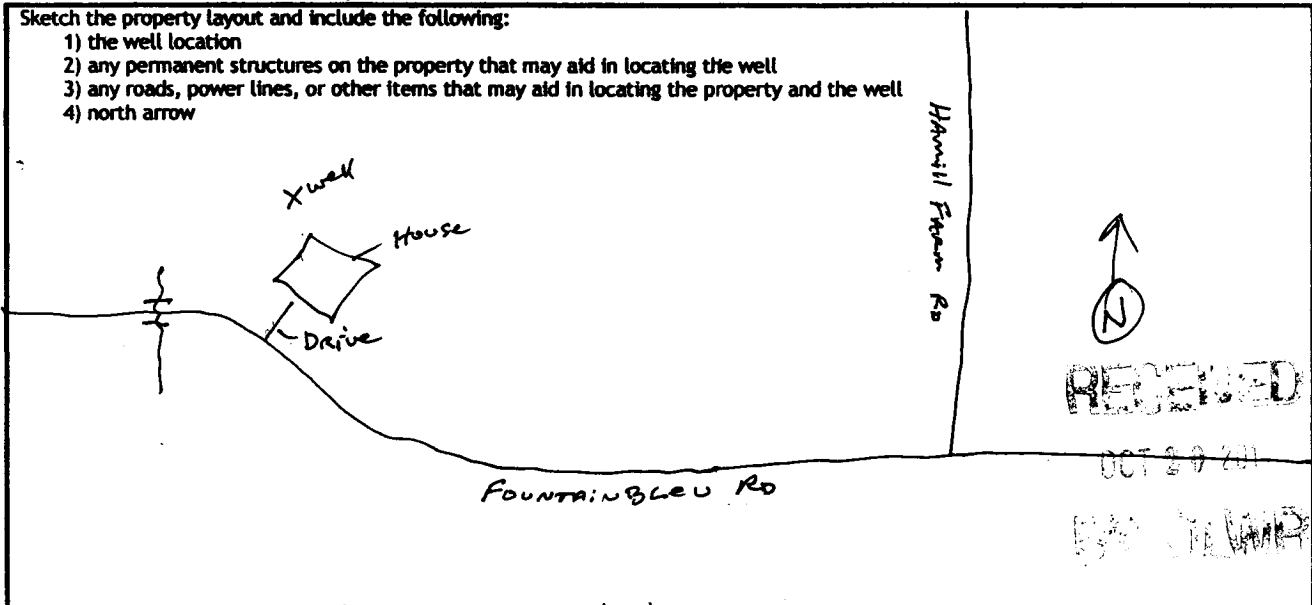 Sketch the property layout and include the following:
1) the well location
2) any permanent structures on the property that may aid in locating the well
3) any roads, power lines, or other items that may aid in locating the property and the well
4) north arrow
Hamill Farm Rd
X well
House
N
Drive
RECEIVED
OCT
Fountainbleu Rd